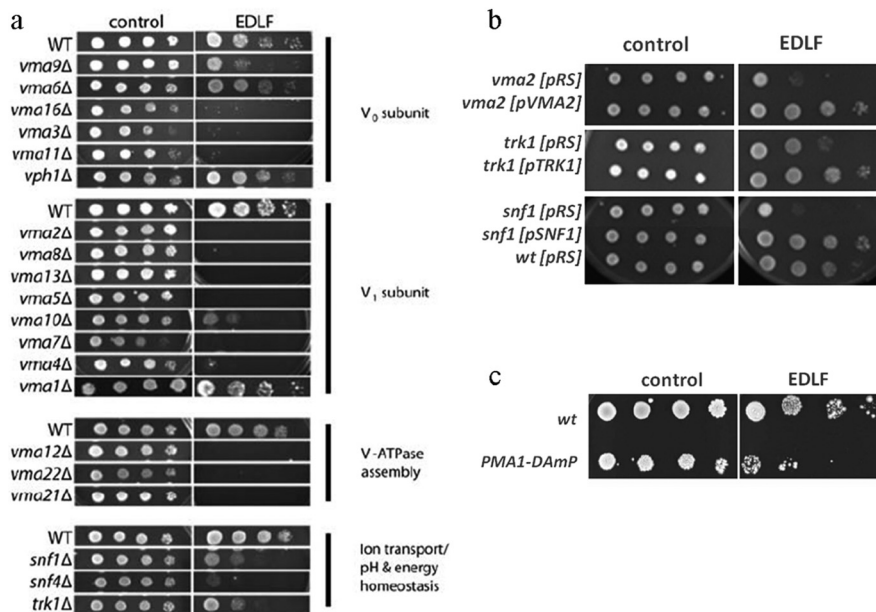 a
control EDLF
WT
vma9Δ
vma6Δ
vma16Δ
vma3Δ
vma11Δ
vph1Δ
V0 subunit
WT
vma2Δ
vma8Δ
vma13Δ
vma5Δ
vma10Δ
vma7Δ
vma4Δ
vma1Δ
V1 subunit
WT
vma12Δ
vma22Δ
vma21Δ
V-ATPase
assembly
WT
snf1Δ
snf4Δ
trk1Δ
Ion transport/
pH & energy
homeostasis
b
control EDLF
vma2 [pRS]
vma2 [pVMA2]
trk1 [pRS]
trk1 [pTRK1]
snf1 [pRS]
snf1 [pSNF1]
wt [pRS]
c
control EDLF
wt
PMA1-DAmP